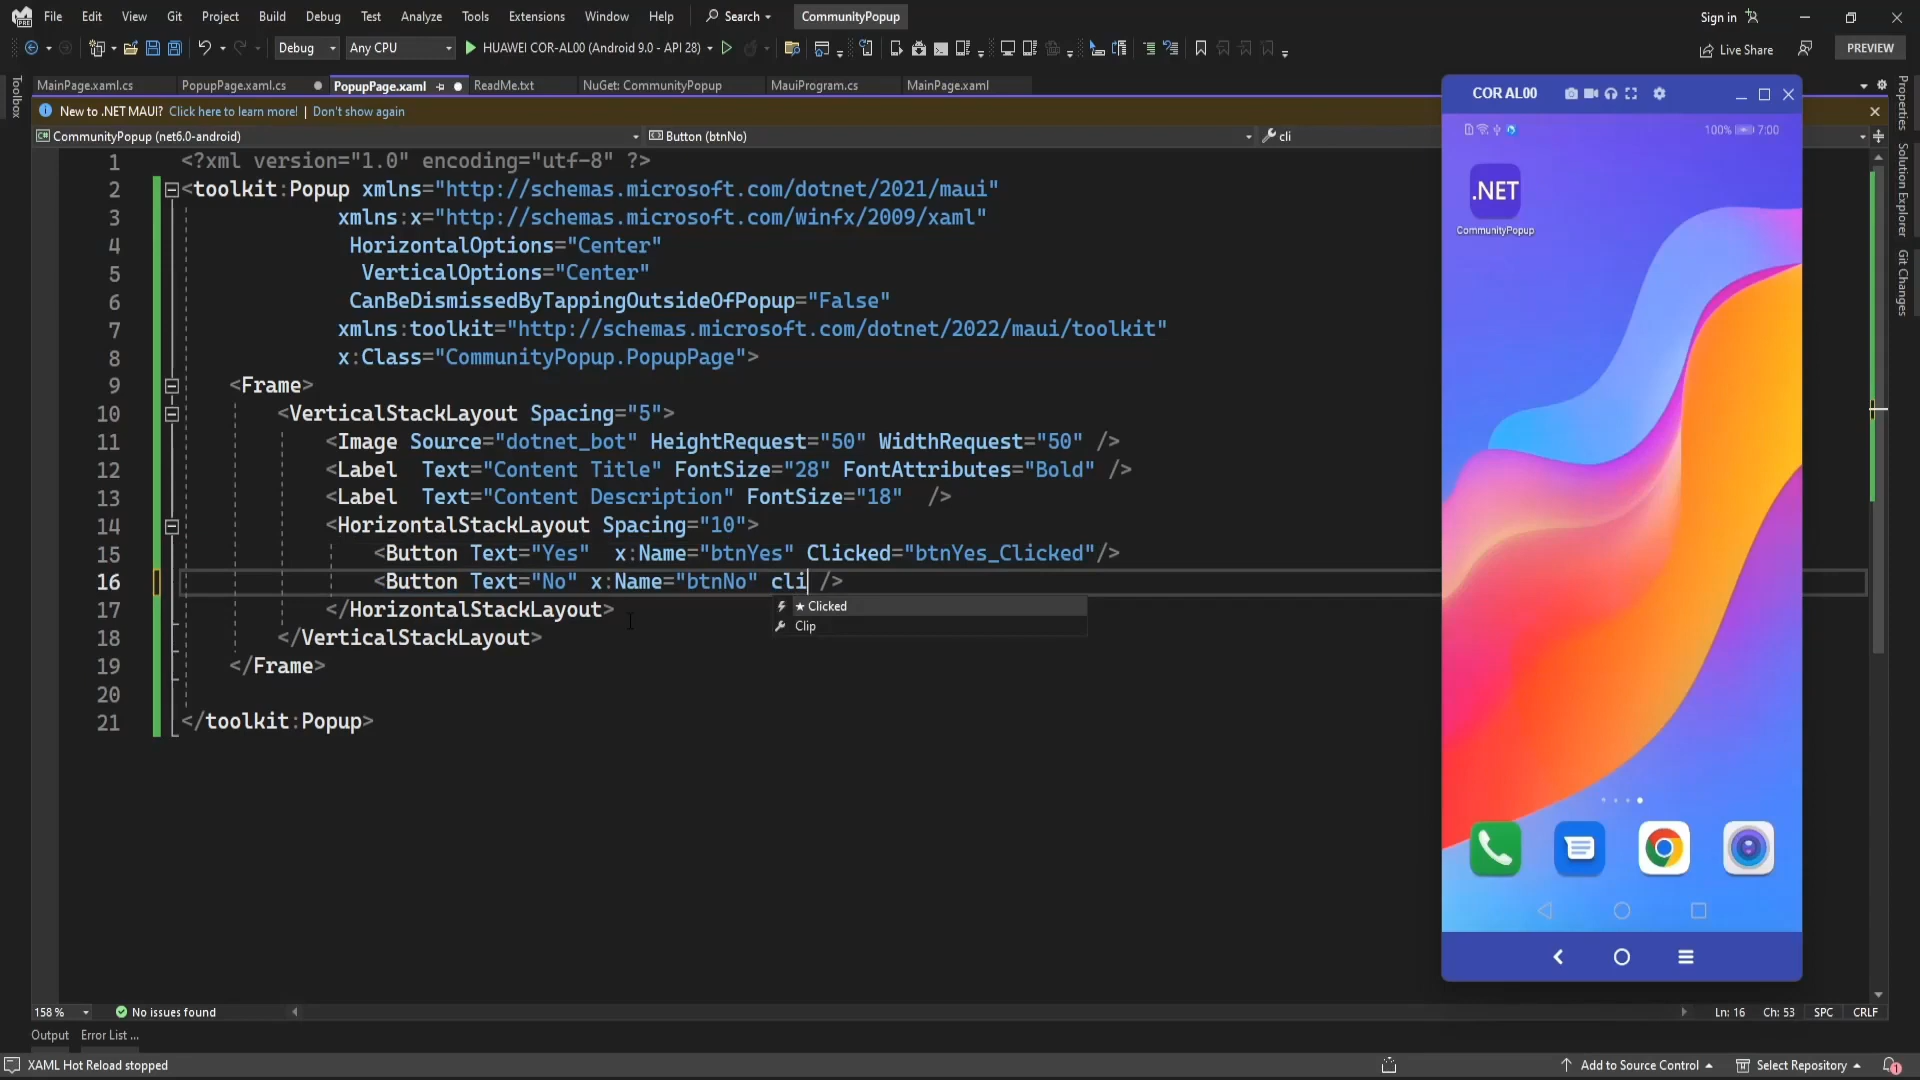 File Edit View Git Project Build Debug Test Analyze Tools Extensions Window Help Search CommunityPopup Sign in
Debug Any CPU HUAWEI COR-AL00 (Android 9.0 - API 28) Live Share PREVIEW
MainPage.xaml.cs PopupPage.xaml.cs PopupPage.xaml ReadMe.txt NuGet: CommunityPopup MauiProgram.cs MainPage.xaml
New to .NET MAUI? Click here to learn more! | Don't show again
CommunityPopup (net6.0-android) Button (btnNo) cli
1 <?xml version="1.0" encoding="utf-8" ?>
2 <toolkit:Popup xmlns="http://schemas.microsoft.com/dotnet/2021/maui"
3 xmlns:x="http://schemas.microsoft.com/winfx/2009/xaml"
4 HorizontalOptions="Center"
5 VerticalOptions="Center"
6 CanBeDismissedByTappingOutsideOfPopup="False"
7 xmlns:toolkit="http://schemas.microsoft.com/dotnet/2022/maui/toolkit"
8 x:Class="CommunityPopup.PopupPage">
9 <Frame>
10 <VerticalStackLayout Spacing="5">
11 <Image Source="dotnet_bot" HeightRequest="50" WidthRequest="50" />
12 <Label Text="Content Title" FontSize="28" FontAttributes="Bold" />
13 <Label Text="Content Description" FontSize="18" />
14 <HorizontalStackLayout Spacing="10">
15 <Button Text="Yes" x:Name="btnYes" Clicked="btnYes_Clicked"/>
16 <Button Text="No" x:Name="btnNo" cli />
17 </HorizontalStackLayout>
18 </VerticalStackLayout>
19 </Frame>
20
21 </toolkit:Popup>
★ Clicked
Clip
COR AL00
100% 7:00
.NET
CommunityPopup
Toolbox
Properties
Solution Explorer
Git Changes
158 % No issues found Ln: 16 Ch: 53 SPC CRLF
Output Error List ...
XAML Hot Reload stopped Add to Source Control Select Repository 1